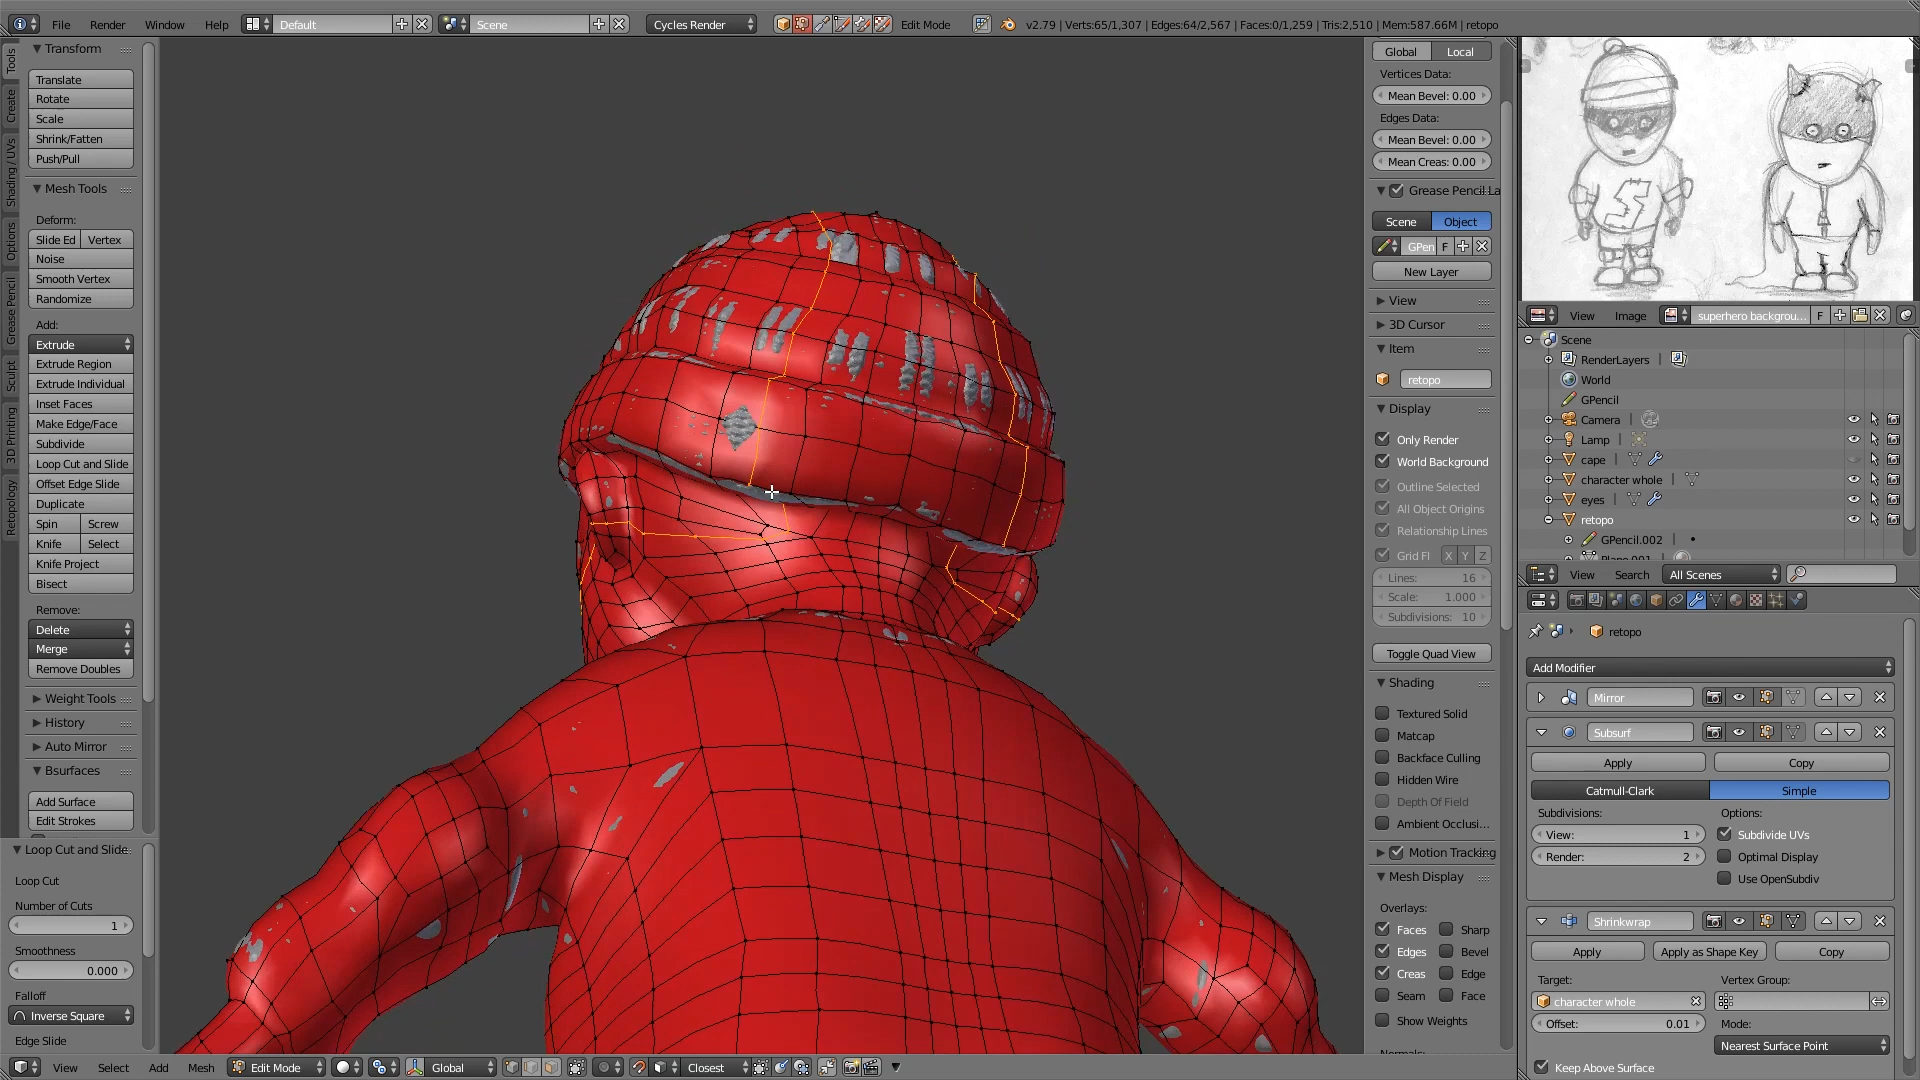 File Render Window Help Default Scene Cycles Render Edit Mode v2.79 | Verts:65/1,307 | Edges:64/2,567 | Faces:0/1,259 | Tris:2,510 | Mem:587.66M | retopo
Tools
Create
Shading / UVs
Options
Grease Pencil
Sculpt
3D Printing
Retopology
Transform
Translate
Rotate
Scale
Shrink/Fatten
Push/Pull
Mesh Tools
Deform:
Slide Ed Vertex
Noise
Smooth Vertex
Randomize
Add:
Extrude
Extrude Region
Extrude Individual
Inset Faces
Make Edge/Face
Subdivide
Loop Cut and Slide
Offset Edge Slide
Duplicate
Spin Screw
Knife Select
Knife Project
Bisect
Remove:
Delete
Merge
Remove Doubles
Weight Tools
History
Auto Mirror
Bsurfaces
Add Surface
Edit Strokes
Loop Cut and Slide
Loop Cut
Number of Cuts
1
Smoothness
0.000
Falloff
Inverse Square
Edge Slide
View Select Add Mesh Edit Mode Global Closest
Global Local
Vertices Data:
Mean Bevel: 0.00
Edges Data:
Mean Bevel: 0.00
Mean Creas: 0.00
Grease Pencil La
Scene Object
GPen F
New Layer
View
3D Cursor
Item
retopo
Display
Only Render
World Background
Outline Selected
All Object Origins
Relationship Lines
Grid Fl X Y Z
Lines: 16
Scale: 1.000
Subdivisions: 10
Toggle Quad View
Shading
Textured Solid
Matcap
Backface Culling
Hidden Wire
Depth Of Field
Ambient Occlusi...
Motion Tracking
Mesh Display
Overlays:
Faces Sharp
Edges Bevel
Creas Edge
Seam Face
Show Weights
S
View Image superhero backgrou... F
Scene
RenderLayers
World
GPencil
Camera
Lamp
cape
character whole
eyes
retopo
GPencil.002
Plane.001
View Search All Scenes
retopo
Add Modifier
Mirror
Subsurf
Apply Copy
Catmull-Clark Simple
Subdivisions: Options:
View: 1 Subdivide UVs
Render: 2 Optimal Display
Use OpenSubdiv
Shrinkwrap
Apply Apply as Shape Key Copy
Target: Vertex Group:
character whole
Offset: 0.01 Mode:
Nearest Surface Point
Keep Above Surface